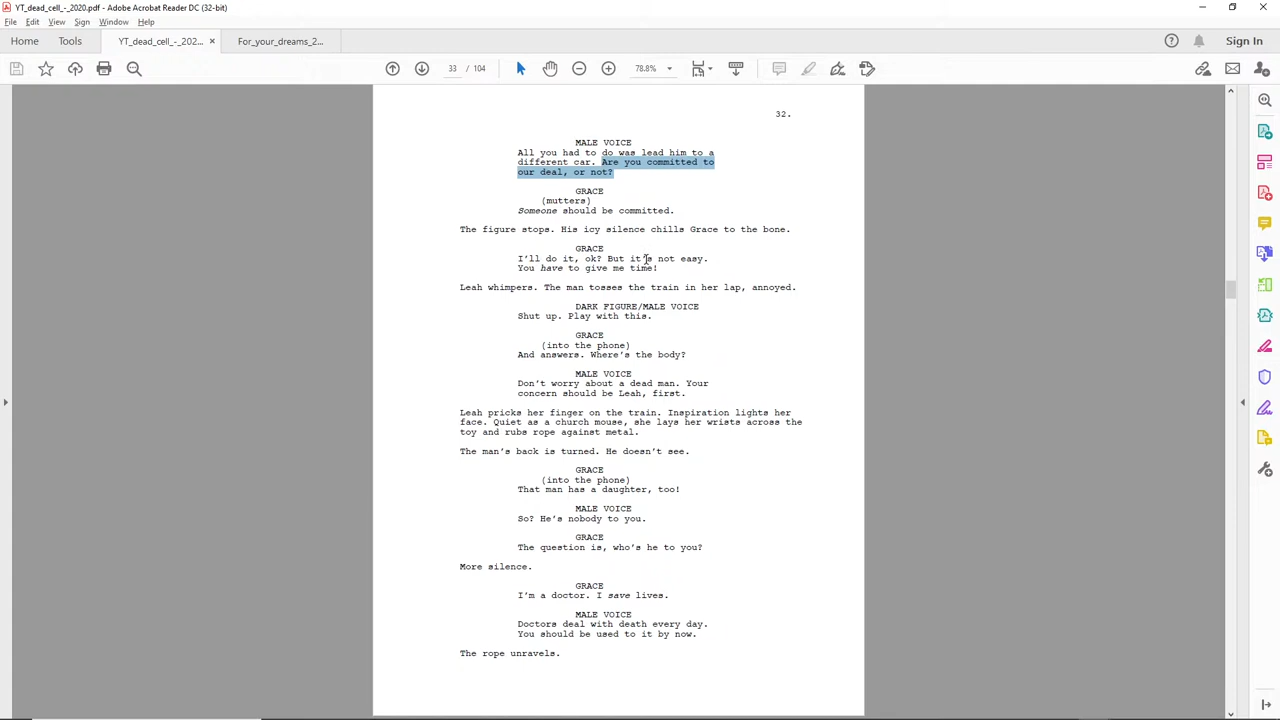 YT_dead_cell_-_2020.pdf - Adobe Acrobat Reader DC (32-bit)
File Edit View Sign Window Help
Home Tools YT_dead_cell_-_202... × For_your_dreams_2... Sign In
33 / 104 78.8%
32.
MALE VOICE
All you had to do was lead him to a
different car. Are you committed to
our deal, or not?
GRACE
(mutters)
Someone should be committed.
The figure stops. His icy silence chills Grace to the bone.
GRACE
I'll do it, ok? But it's not easy.
You have to give me time!
Leah whimpers. The man tosses the train in her lap, annoyed.
DARK FIGURE/MALE VOICE
Shut up. Play with this.
GRACE
(into the phone)
And answers. Where's the body?
MALE VOICE
Don't worry about a dead man. Your
concern should be Leah, first.
Leah pricks her finger on the train. Inspiration lights her
face. Quiet as a church mouse, she lays her wrists across the
toy and rubs rope against metal.
The man's back is turned. He doesn't see.
GRACE
(into the phone)
That man has a daughter, too!
MALE VOICE
So? He's nobody to you.
GRACE
The question is, who's he to you?
More silence.
GRACE
I'm a doctor. I save lives.
MALE VOICE
Doctors deal with death every day.
You should be used to it by now.
The rope unravels.